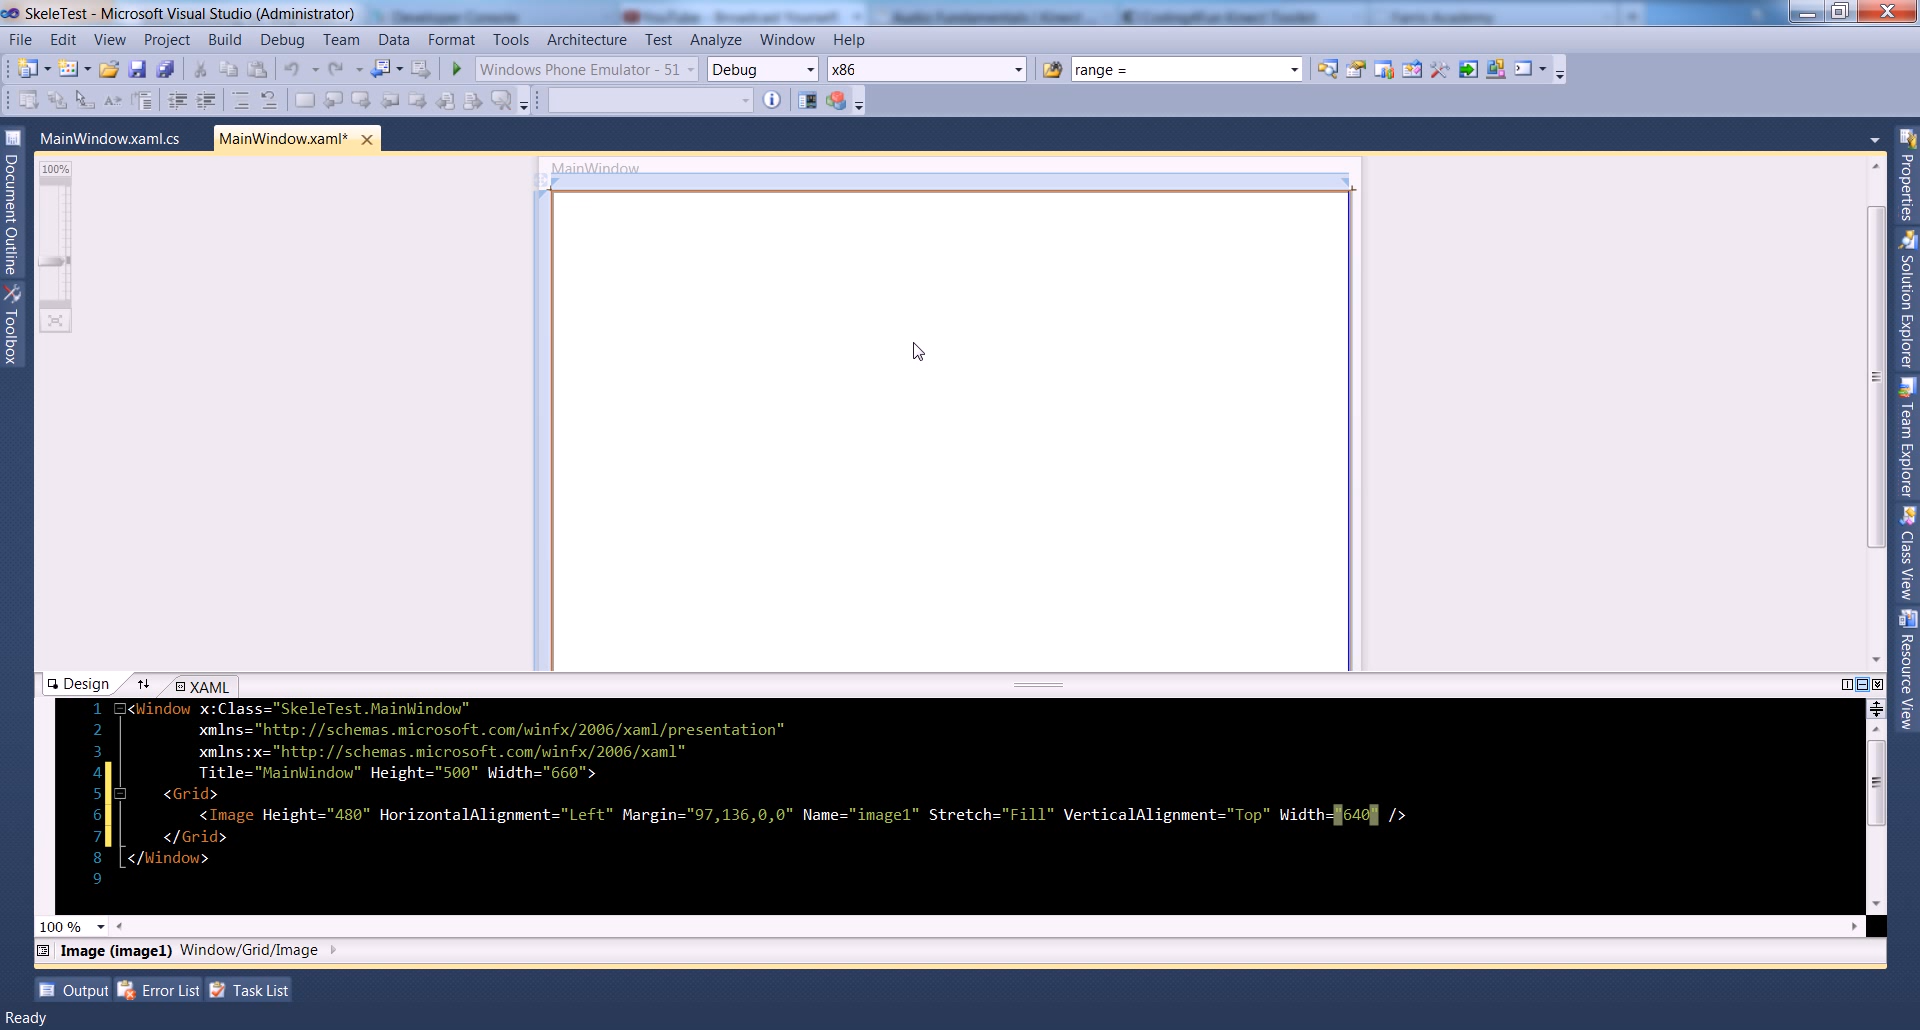 SkeleTest - Microsoft Visual Studio (Administrator)
File Edit View Project Build Debug Team Data Format Tools Architecture Test Analyze Window Help
Windows Phone Emulator - 51 Debug x86 range =
MainWindow.xaml.cs MainWindow.xaml*
Document Outline
Toolbox
100%
MainWindow
Properties
Solution Explorer
Team Explorer
Class View
Resource View
Design XAML
1 <Window x:Class="SkeleTest.MainWindow"
2 xmlns="http://schemas.microsoft.com/winfx/2006/xaml/presentation"
3 xmlns:x="http://schemas.microsoft.com/winfx/2006/xaml"
4 Title="MainWindow" Height="500" Width="660">
5 <Grid>
6 <Image Height="480" HorizontalAlignment="Left" Margin="97,136,0,0" Name="image1" Stretch="Fill" VerticalAlignment="Top" Width="640" />
7 </Grid>
8 </Window>
9
100 %
Image (image1) Window/Grid/Image
Output Error List Task List
Ready